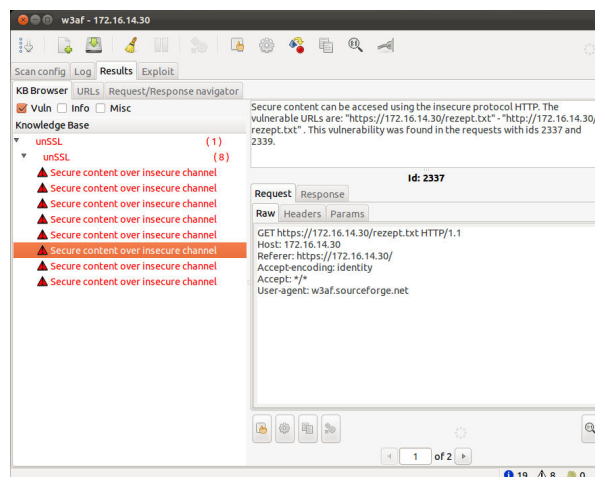 w3af - 172.16.14.30
Scan config Log Results Exploit
KB Browser URLs Request/Response navigator
Vuln Info Misc
Knowledge Base
unSSL (1)
unSSL (8)
Secure content over insecure channel
Secure content over insecure channel
Secure content over insecure channel
Secure content over insecure channel
Secure content over insecure channel
Secure content over insecure channel
Secure content over insecure channel
Secure content over insecure channel
Secure content can be accesed using the insecure protocol HTTP. The
vulnerable URLs are: "https://172.16.14.30/rezept.txt" - "http://172.16.14.30/
rezept.txt" . This vulnerability was found in the requests with ids 2337 and
2339.
Id: 2337
Request Response
Raw Headers Params
GET https://172.16.14.30/rezept.txt HTTP/1.1
Host: 172.16.14.30
Referer: https://172.16.14.30/
Accept-encoding: identity
Accept: */*
User-agent: w3af.sourceforge.net
1 of 2
19 8 0